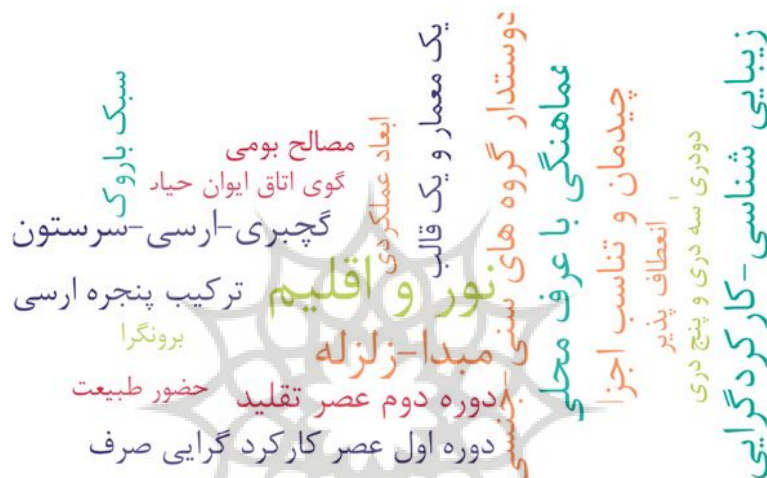 زیبایی شناسی-کارکردگرایی
دودری سه دری و پنج دری
انعطاف پذیر
چیدمان و تناسب اجزا
هماهنگی با عرف محلی
دوستدار گروه های سنی-جنسی
یک معمار و یک قالب
ابعاد عملکردی
سبک باروک
مصالح بومی
گوی اتاق ایوان حیاط
گچبری-ارسی-سرستون
نور و اقلیم
ترکیب پنجره ارسی
برونگرا
مبدا-زلزله
حضور طبیعت
دوره دوم عصر تقلید
دوره اول عصر کارکرد گرایی صرف